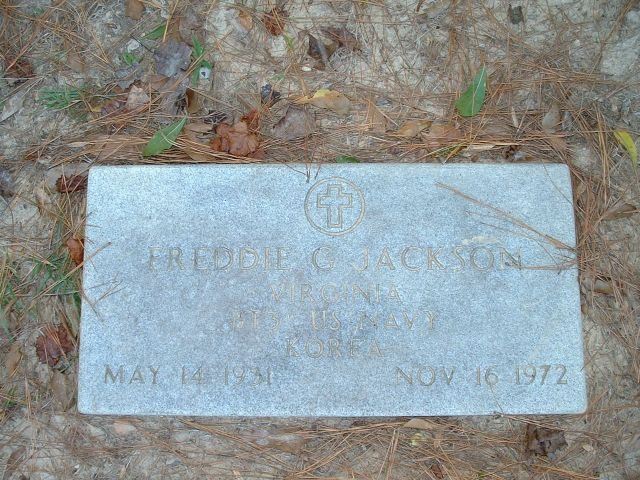 FREDDIE G JACKSON
VIRGINIA
US NAVY
KOREA
MAY 14 1931 NOV 16 1972